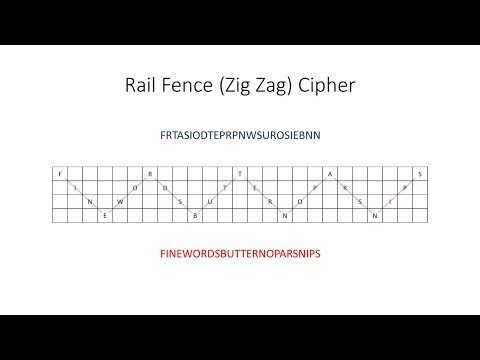 Rail Fence (Zig Zag) Cipher
FRTASIODTEPRPNWSUROSIEBNN
F R T A S
I O D T E P R P
N W S U R O S I
E B N N
FINEWORDSBUTTERNOPARSNIPS